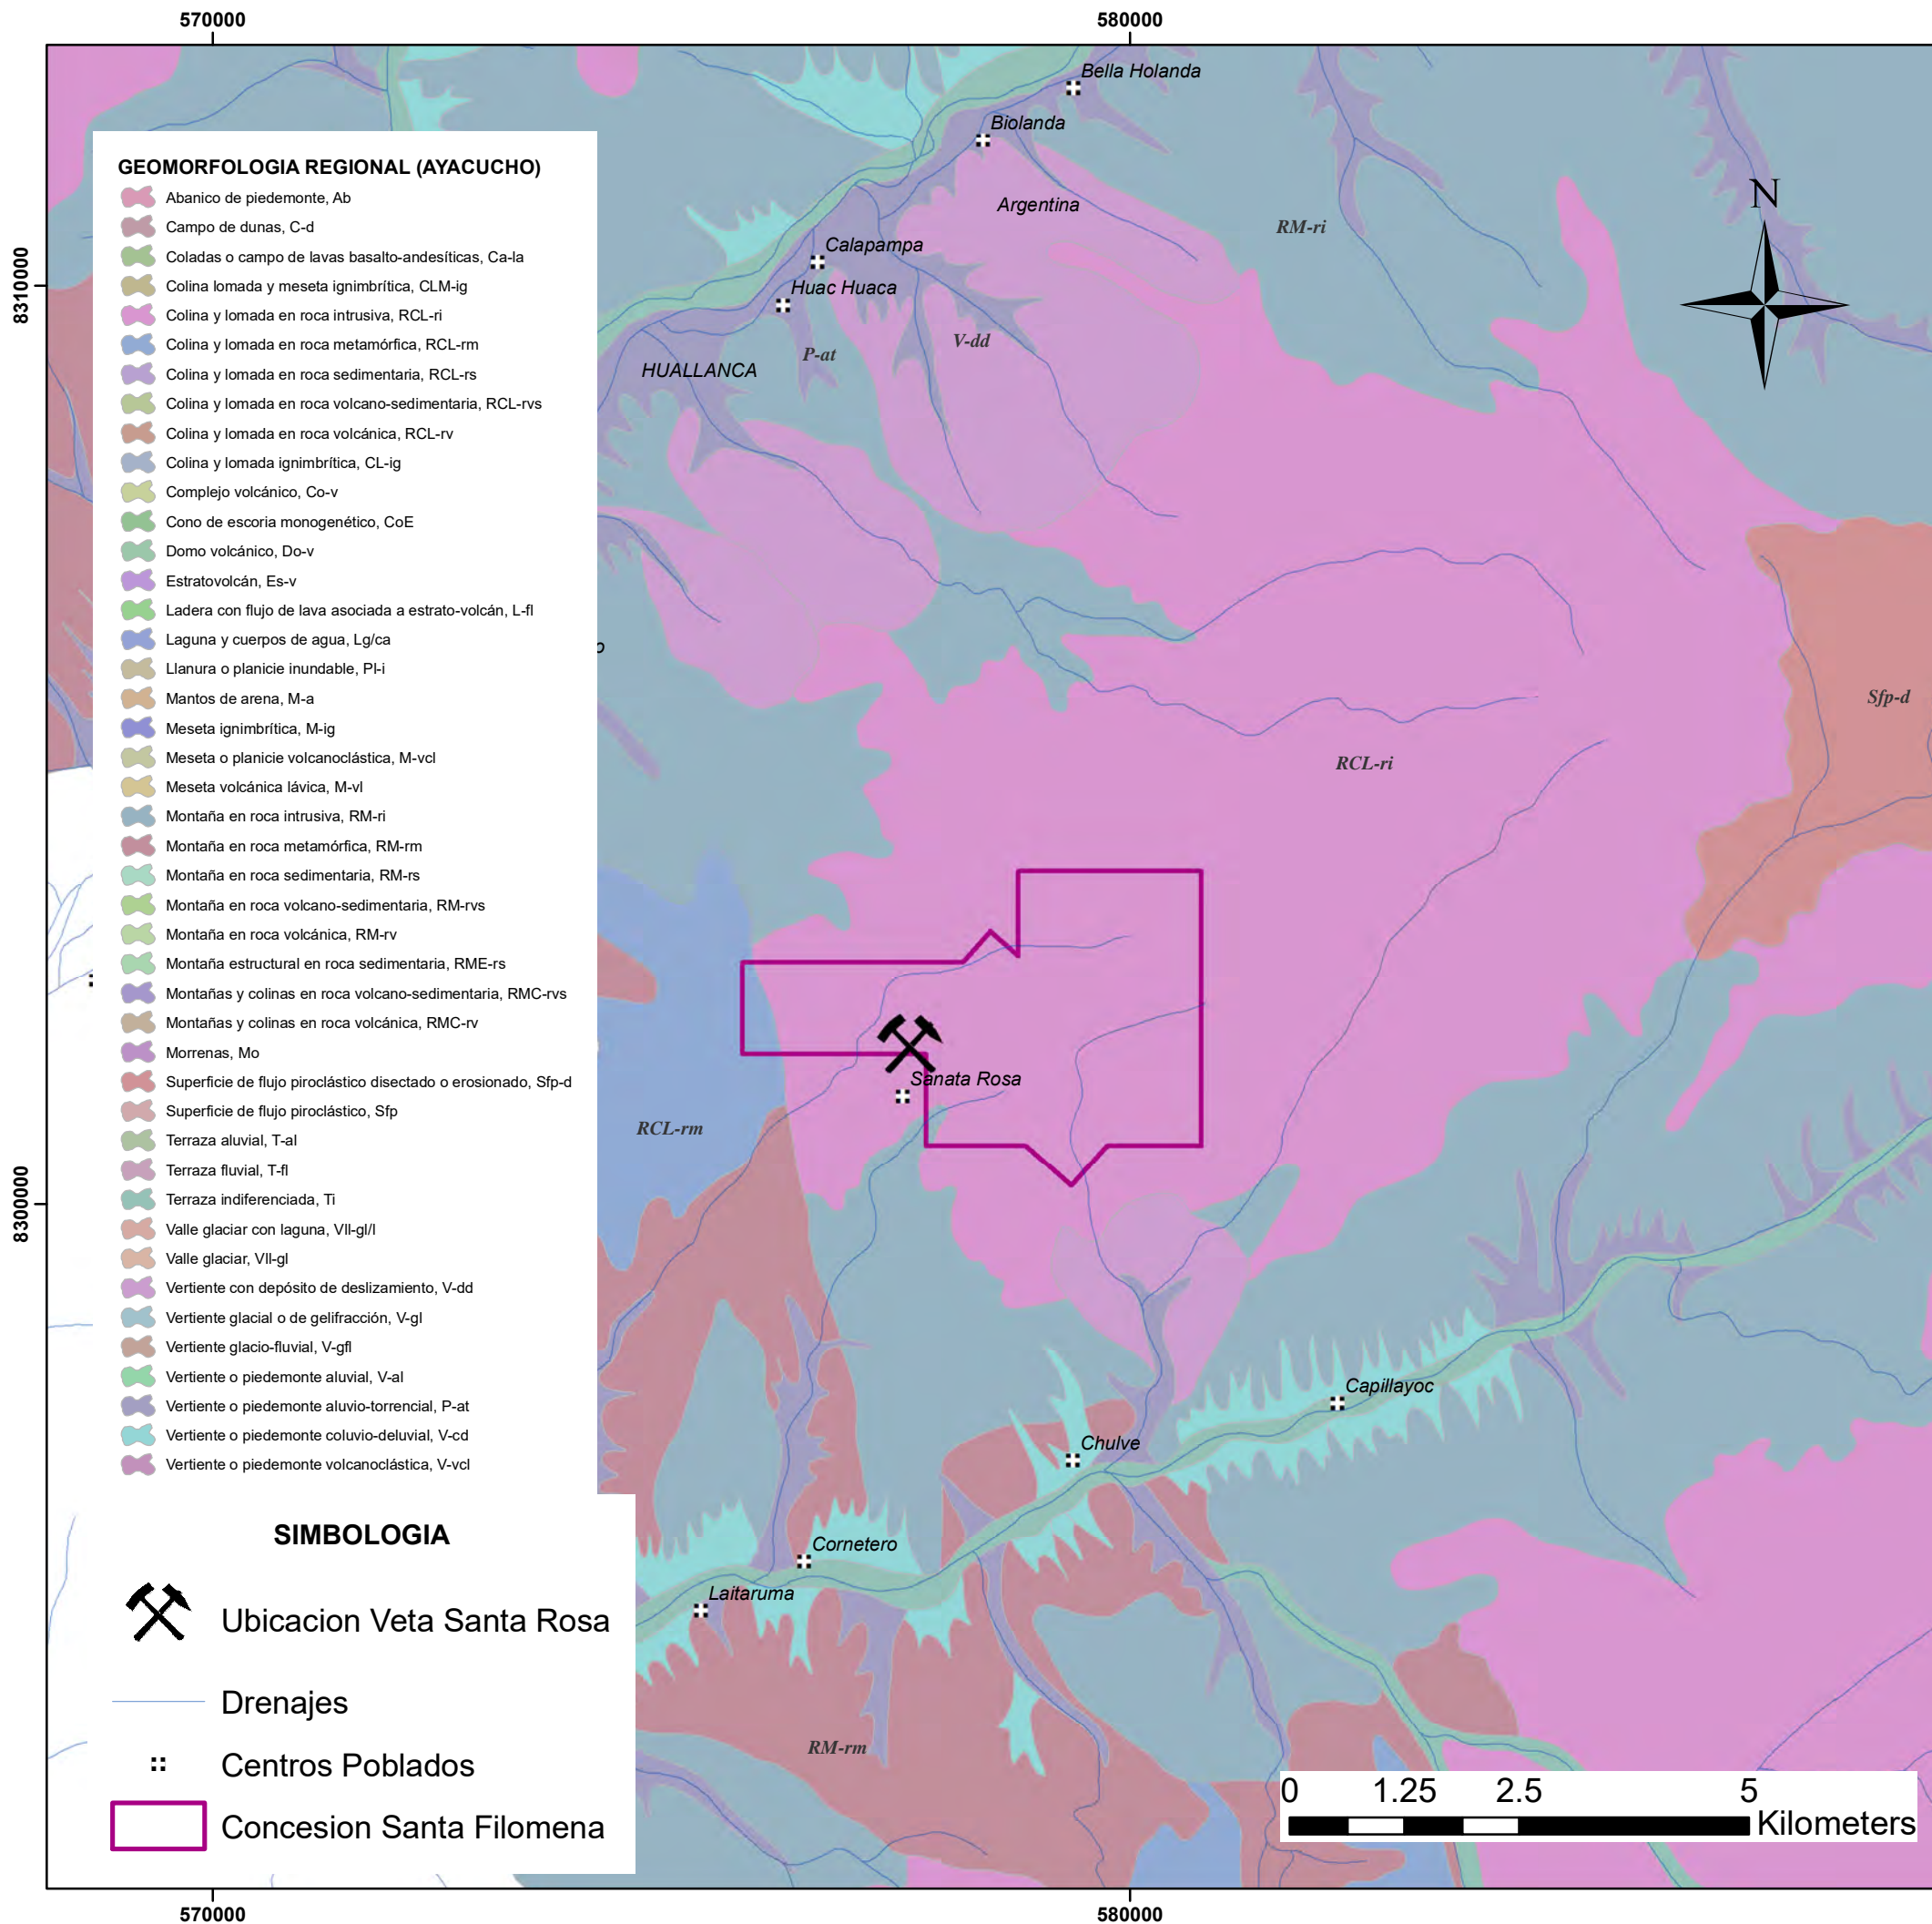 570000
580000
Bella Holanda
Biolanda
Argentina
RM-ri
N
Calapampa
Huac Huaca
P-at
V-dd
HUALLANCA
8310000
GEOMORFOLOGIA REGIONAL (AYACUCHO)
Abanico de piedemonte, Ab
Campo de dunas, C-d
Coladas o campo de lavas basalto-andesíticas, Ca-la
Colina lomada y meseta ignimbrítica, CLM-ig
Colina y lomada en roca intrusiva, RCL-ri
Colina y lomada en roca metamórfica, RCL-rm
Colina y lomada en roca sedimentaria, RCL-rs
Colina y lomada en roca volcano-sedimentaria, RCL-rvs
Colina y lomada en roca volcánica, RCL-rv
Colina y lomada ignimbrítica, CL-ig
Complejo volcánico, Co-v
Cono de escoria monogenético, CoE
Domo volcánico, Do-v
Estratovolcán, Es-v
Ladera con flujo de lava asociada a estrato-volcán, L-fl
Laguna y cuerpos de agua, Lg/ca
Llanura o planicie inundable, Pl-i
Mantos de arena, M-a
Meseta ignimbrítica, M-ig
Meseta o planicie volcanoclástica, M-vcl
Meseta volcánica lávica, M-vl
Montaña en roca intrusiva, RM-ri
Montaña en roca metamórfica, RM-rm
Montaña en roca sedimentaria, RM-rs
Montaña en roca volcano-sedimentaria, RM-rvs
Montaña en roca volcánica, RM-rv
Montaña estructural en roca sedimentaria, RME-rs
Montañas y colinas en roca volcano-sedimentaria, RMC-rvs
Montañas y colinas en roca volcánica, RMC-rv
Morrenas, Mo
Superficie de flujo piroclástico disectado o erosionado, Sfp-d
Superficie de flujo piroclástico, Sfp
Terraza aluvial, T-al
Terraza fluvial, T-fl
Terraza indiferenciada, Ti
Valle glaciar con laguna, Vll-gl/l
Valle glaciar, Vll-gl
Vertiente con depósito de deslizamiento, V-dd
Vertiente glacial o de gelifracción, V-gl
Vertiente glacio-fluvial, V-gfl
Vertiente o piedemonte aluvial, V-al
Vertiente o piedemonte aluvio-torrencial, P-at
Vertiente o piedemonte coluvio-deluvial, V-cd
Vertiente o piedemonte volcanoclástica, V-vcl
o
Sfp-d
RCL-ri
Sanata Rosa
RCL-rm
8300000
Capillayoc
Chulve
Cornetero
Laitaruma
RM-rm
SIMBOLOGIA
Ubicacion Veta Santa Rosa
Drenajes
Centros Poblados
Concesion Santa Filomena
0 1.25 2.5 5
Kilometers
570000
580000